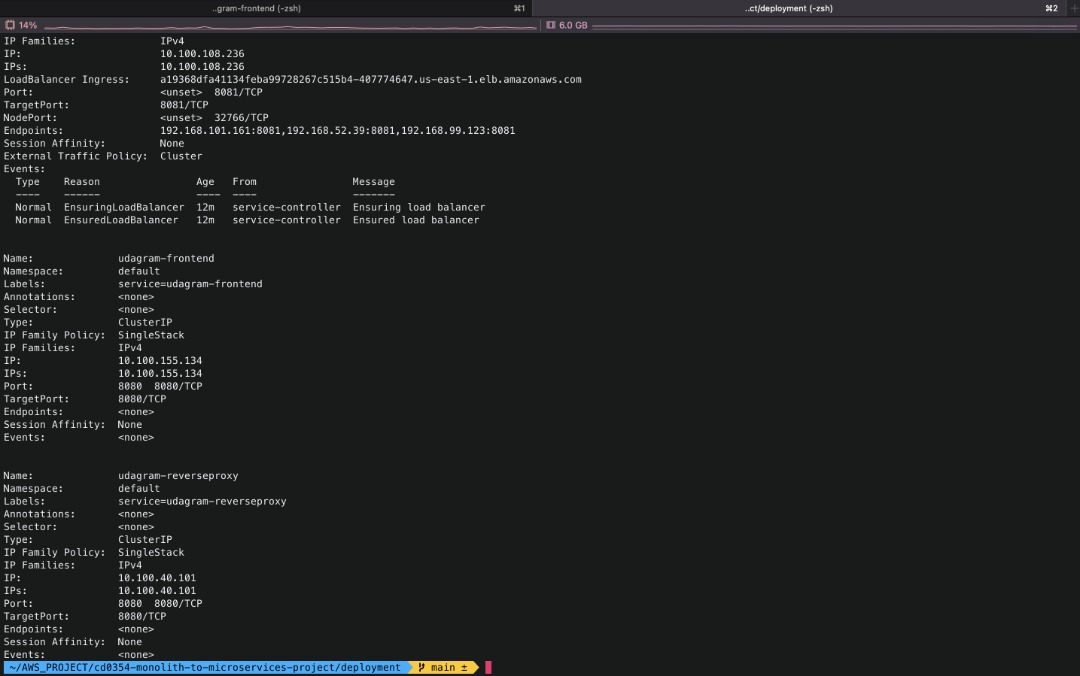 ..gram-frontend (-zsh) ⌘1 ..ct/deployment (-zsh) ⌘2 +
14% 6.0 GB
IP Families: IPv4
IP: 10.100.108.236
IPs: 10.100.108.236
LoadBalancer Ingress: a19368dfa41134feba99728267c515b4-407774647.us-east-1.elb.amazonaws.com
Port: <unset> 8081/TCP
TargetPort: 8081/TCP
NodePort: <unset> 32766/TCP
Endpoints: 192.168.101.161:8081,192.168.52.39:8081,192.168.99.123:8081
Session Affinity: None
External Traffic Policy: Cluster
Events:
Type Reason Age From Message
---- ------ ---- ---- -------
Normal EnsuringLoadBalancer 12m service-controller Ensuring load balancer
Normal EnsuredLoadBalancer 12m service-controller Ensured load balancer
Name: udagram-frontend
Namespace: default
Labels: service=udagram-frontend
Annotations: <none>
Selector: <none>
Type: ClusterIP
IP Family Policy: SingleStack
IP Families: IPv4
IP: 10.100.155.134
IPs: 10.100.155.134
Port: 8080 8080/TCP
TargetPort: 8080/TCP
Endpoints: <none>
Session Affinity: None
Events: <none>
Name: udagram-reverseproxy
Namespace: default
Labels: service=udagram-reverseproxy
Annotations: <none>
Selector: <none>
Type: ClusterIP
IP Family Policy: SingleStack
IP Families: IPv4
IP: 10.100.40.101
IPs: 10.100.40.101
Port: 8080 8080/TCP
TargetPort: 8080/TCP
Endpoints: <none>
Session Affinity: None
Events: <none>
~/AWS_PROJECT/cd0354-monolith-to-microservices-project/deployment main ±